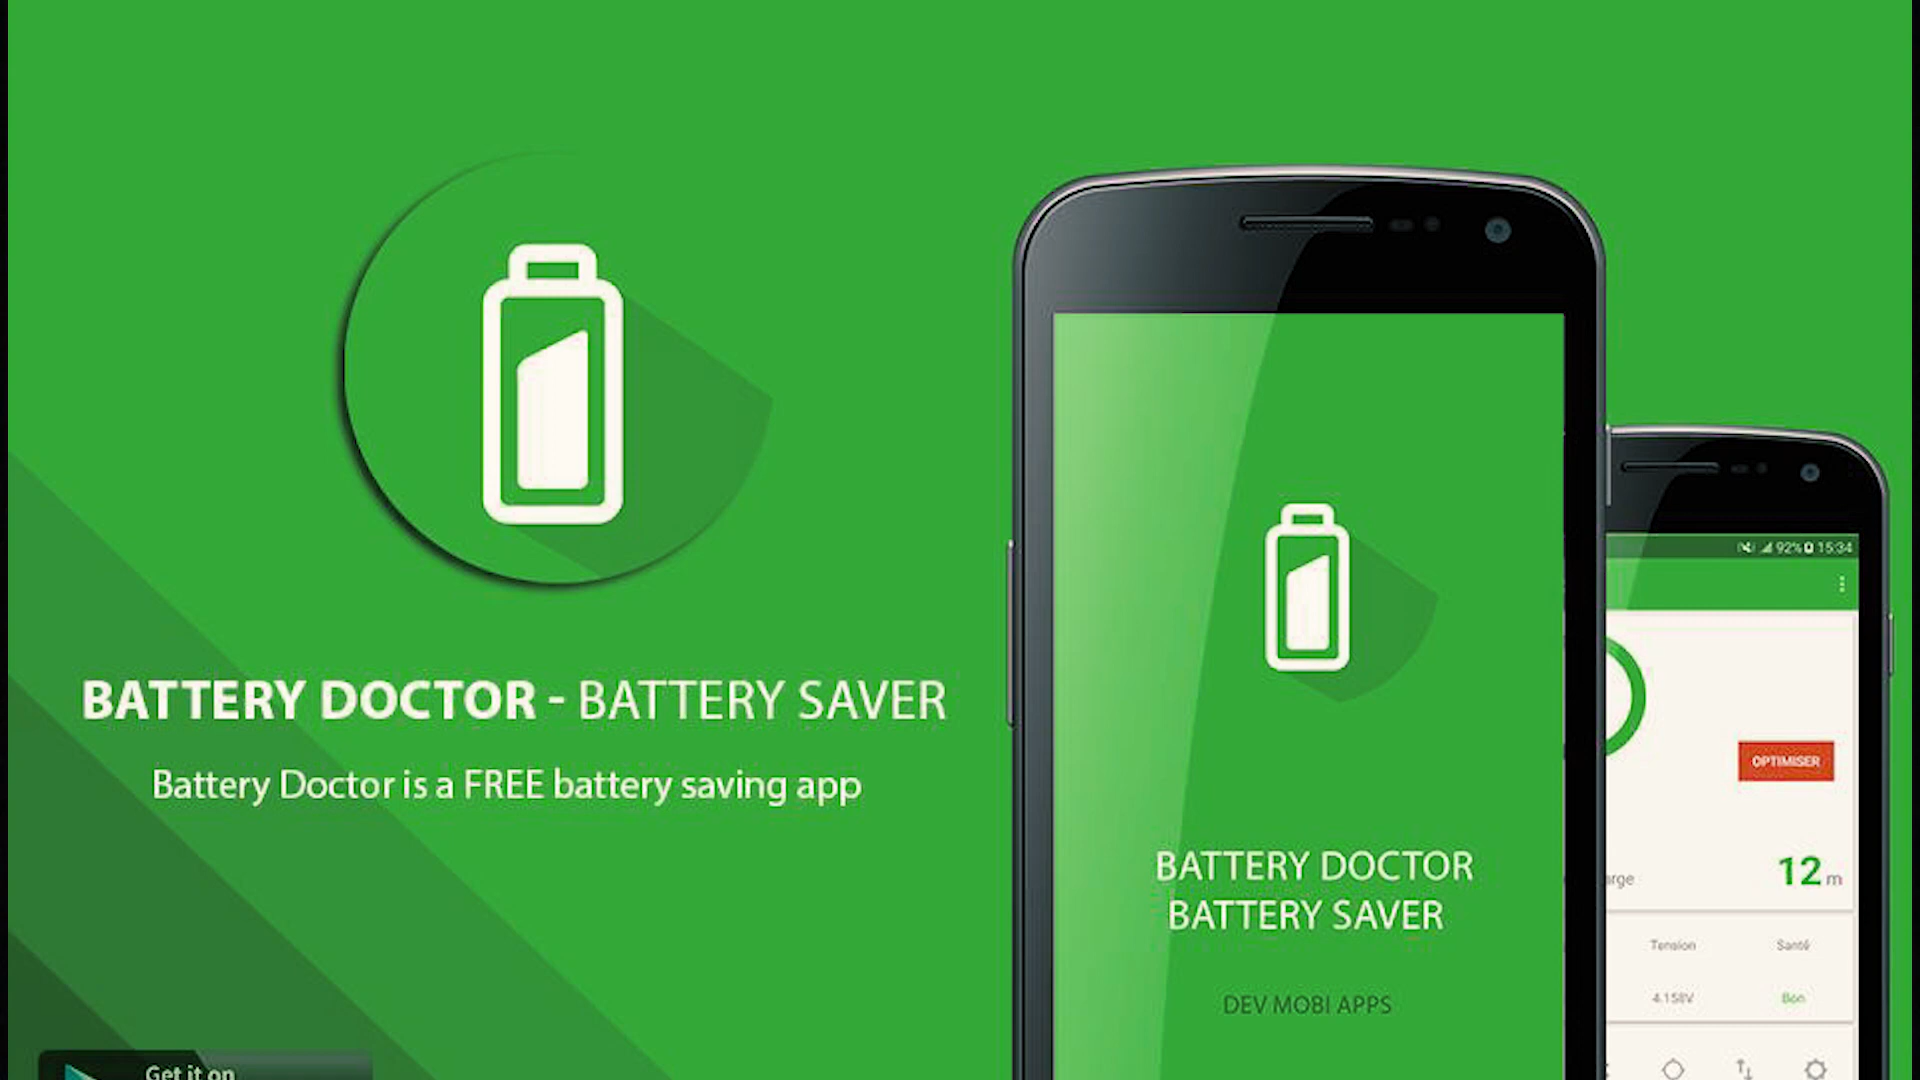 BATTERY DOCTOR - BATTERY SAVER
Battery Doctor is a FREE battery saving app
Get it on
BATTERY DOCTOR
BATTERY SAVER
DEV MOBI APPS
92% 15:34
OPTIMISER
arge 12 m
Tension Santé
4.158V Bon